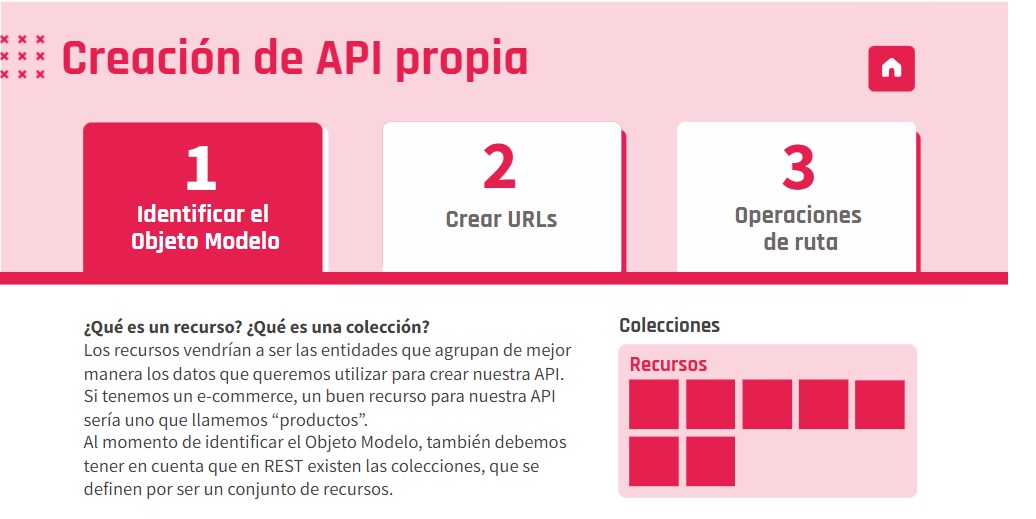 Creación de API propia
1
Identificar el
Objeto Modelo
2
Crear URLs
3
Operaciones
de ruta
¿Qué es un recurso? ¿Qué es una colección?
Los recursos vendrían a ser las entidades que agrupan de mejor
manera los datos que queremos utilizar para crear nuestra API.
Si tenemos un e-commerce, un buen recurso para nuestra API
sería uno que llamemos “productos”.
Al momento de identificar el Objeto Modelo, también debemos
tener en cuenta que en REST existen las colecciones, que se
definen por ser un conjunto de recursos.
Colecciones
Recursos